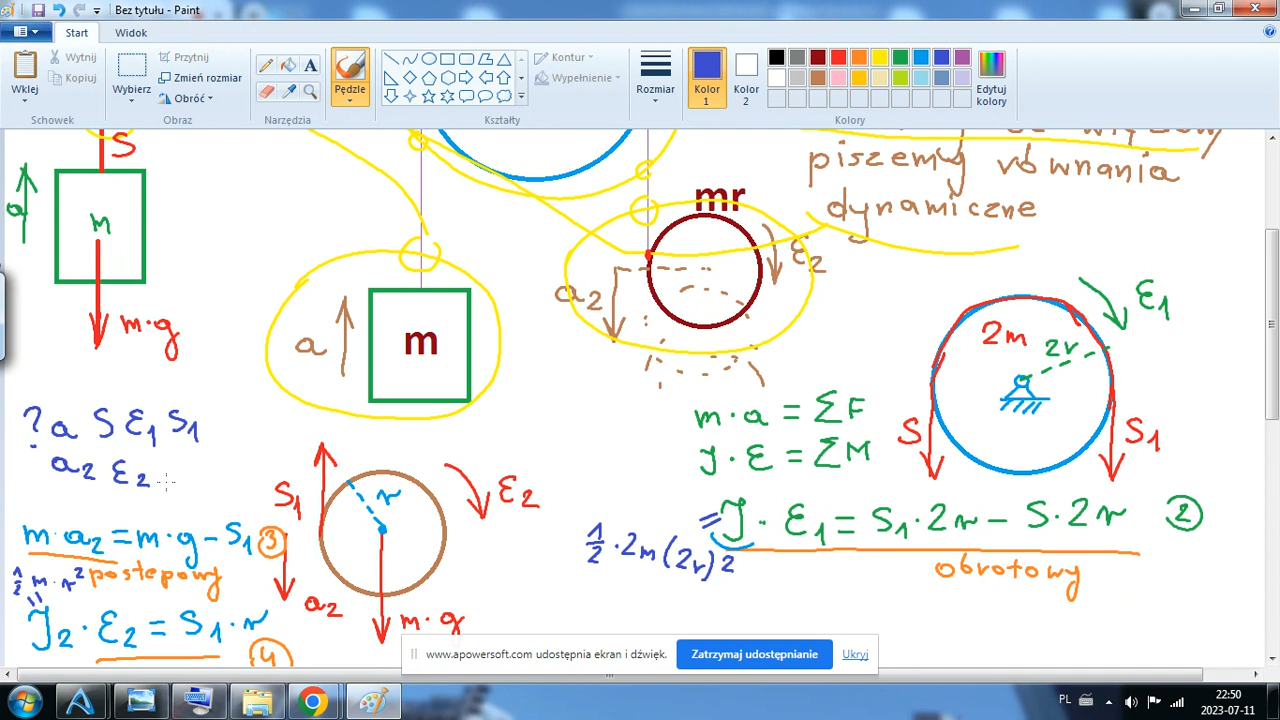 Bez tytułu - Paint
Start
Widok
Wklej
Wytnij
Kopiuj
Schowek
Wybierz
Przytnij
Zmień rozmiar
Obróć
Obraz
Narzędzia
Pędzle
Kształty
Kontur
Wypełnienie
Rozmiar
Kolor 1
Kolor 2
Edytuj kolory
Kolory
piszemy równania
dynamiczne
S
a
m
m·g
a
m
mr
a2
ε2
2m
2r
ε1
S
S1
m·a = ΣF
J·ε = ΣM
? a S ε1 S1
a2 ε2
S1
r
ε2
a2
m·g
m·a2 = m·g - S1 3
postępowy
1/2 m·r2
=
J2·ε2 = S1·r
4
J·ε1 = S1·2r - S·2r 2
= 1/2·2m(2r)2
obrotowy
www.apowersoft.com udostępnia ekran i dźwięk.
Zatrzymaj udostępnianie
Ukryj
PL
22:50
2023-07-11